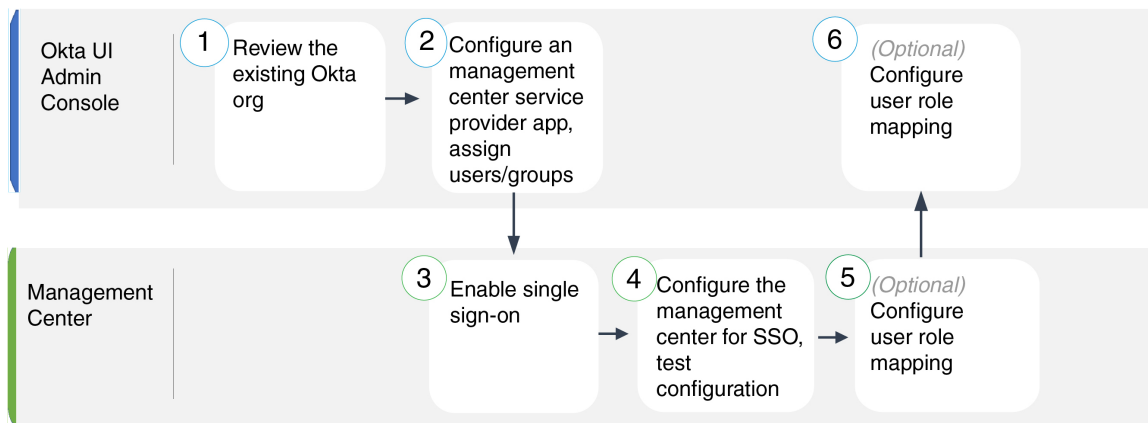 Okta UI
Admin
Console
1
Review the
existing Okta
org
2
Configure an
management
center service
provider app,
assign
users/groups
6
(Optional)
Configure
user role
mapping
Management
Center
3
Enable single
sign-on
4
Configure the
management
center for SSO,
test
configuration
5
(Optional)
Configure
user role
mapping